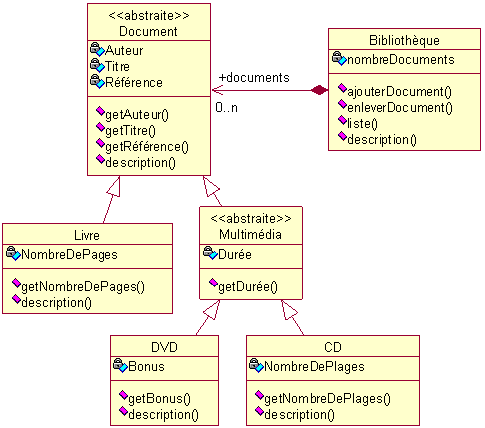 <<abstraite>>
Document
Auteur
Titre
Référence
getAuteur()
getTitre()
getRéférence()
description()
+documents
0..n
Bibliothèque
nombreDocuments
ajouterDocument()
enleverDocument()
liste()
description()
Livre
NombreDePages
getNombreDePages()
description()
<<abstraite>>
Multimédia
Durée
getDurée()
DVD
Bonus
getBonus()
description()
CD
NombreDePlages
getNombreDePlages()
description()